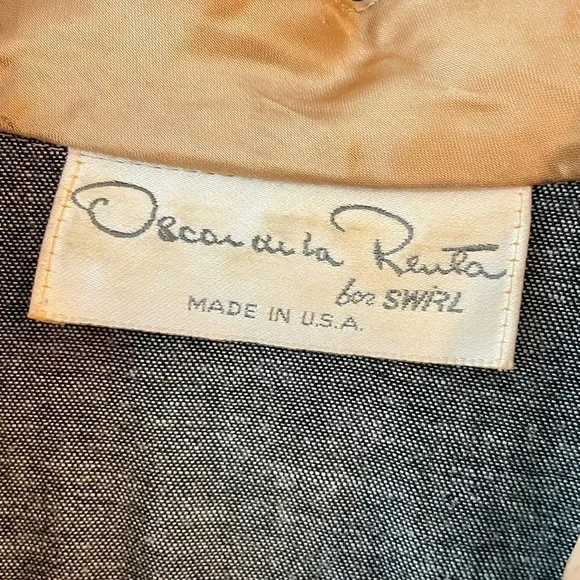 Oscar de la Renta
for SWIRL
MADE IN U.S.A.